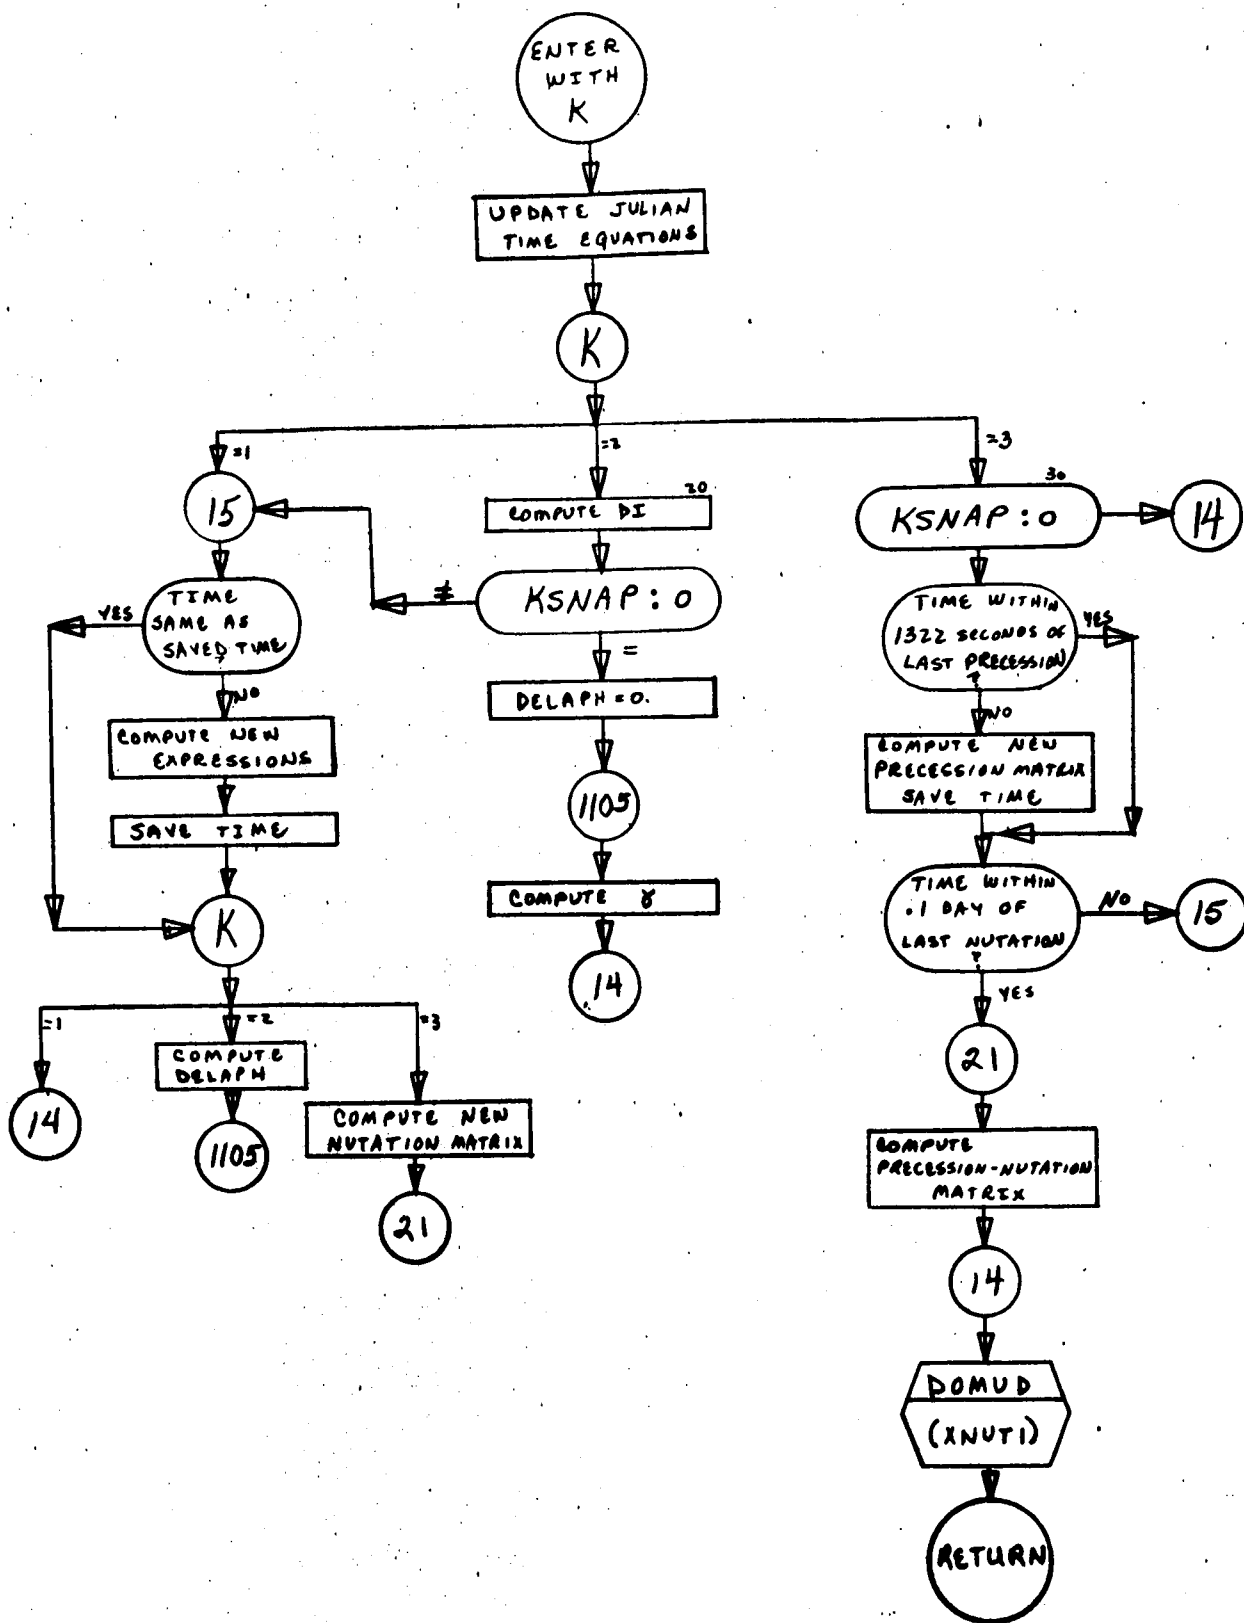 ENTER
WITH
K
UPDATE JULIAN
TIME EQUATIONS
K
=1
=2
=3
15
20
COMPUTE DI
30
KSNAP : 0
14
TIME
SAME AS
SAVED TIME
?
YES
≠
KSNAP : 0
=
TIME WITHIN
1322 SECONDS OF
LAST PRECESSION
?
YES
NO
COMPUTE NEW
EXPRESSIONS
DELAPH = 0.
NO
COMPUTE NEW
PRECESSION MATRIX
SAVE TIME
SAVE TIME
1105
K
COMPUTE γ
14
TIME WITHIN
.1 DAY OF
LAST NUTATION
?
NO
15
YES
=1
=2
=3
14
COMPUTE
DELAPH
1105
COMPUTE NEW
NUTATION MATRIX
21
21
COMPUTE
PRECESSION-NUTATION
MATRIX
14
DOMUD
(XNUT1)
RETURN